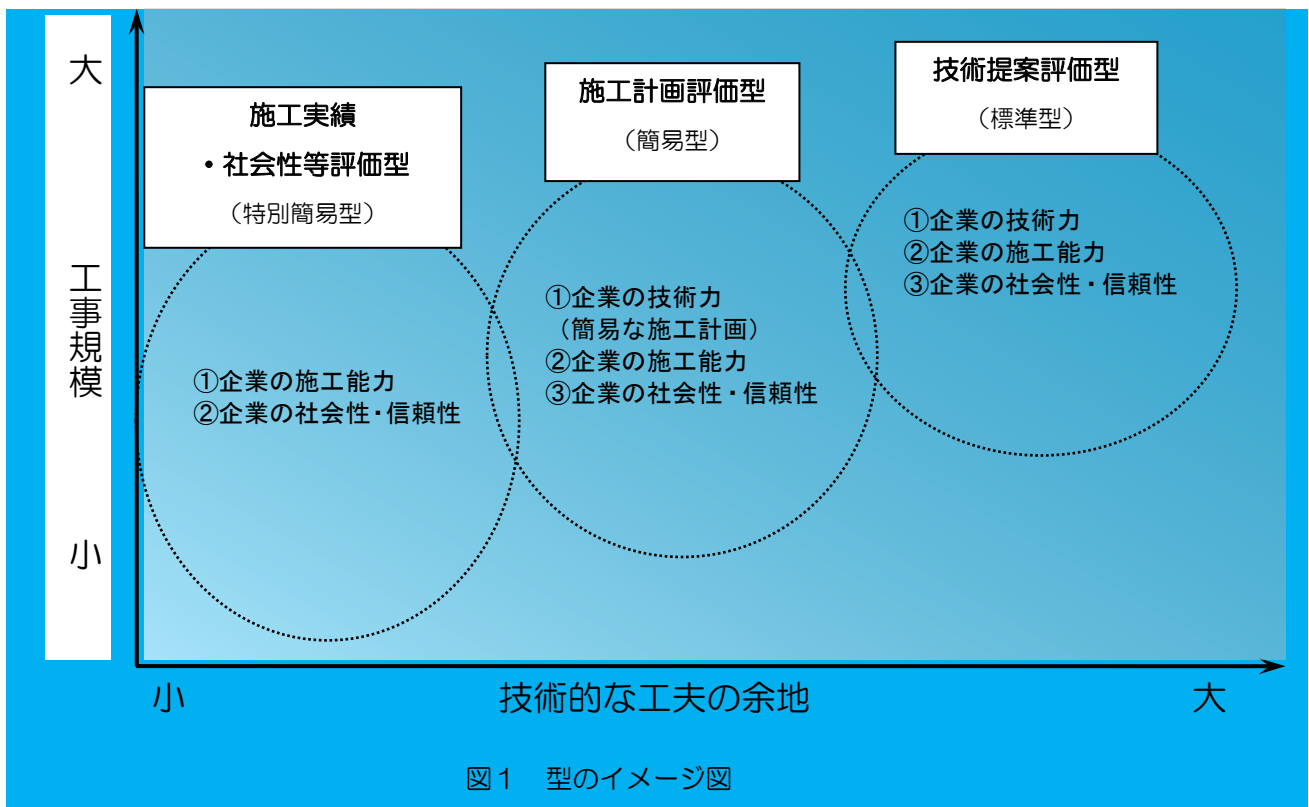 大
工事規模
小
施工実績
・社会性等評価型
（特別簡易型）
①企業の施工能力
②企業の社会性・信頼性
施工計画評価型
（簡易型）
①企業の技術力
（簡易な施工計画）
②企業の施工能力
③企業の社会性・信頼性
技術提案評価型
（標準型）
①企業の技術力
②企業の施工能力
③企業の社会性・信頼性
小
技術的な工夫の余地
大
図１　型のイメージ図